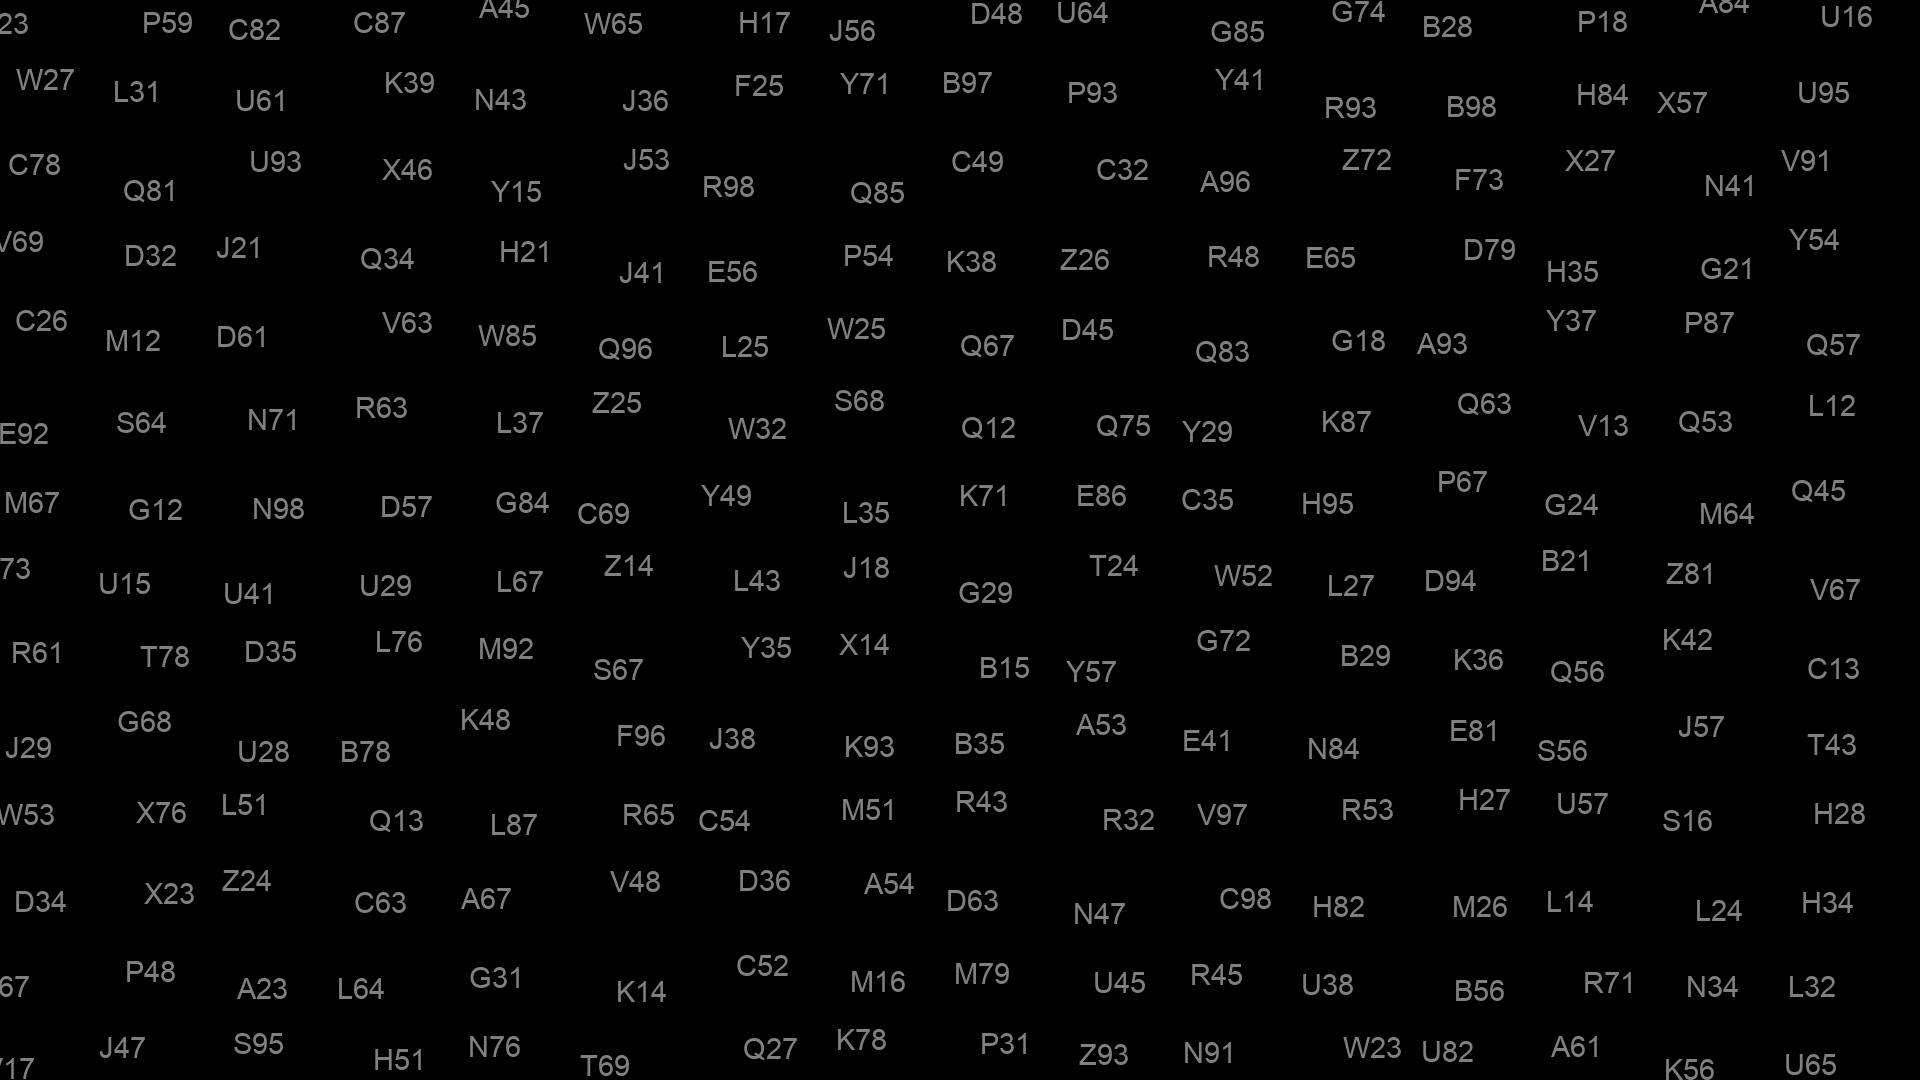 23 P59 C82 C87 A45 W65 H17 J56 D48 U64 G85 G74 B28 P18 A84 U16
W27 L31 U61 K39 N43 J36 F25 Y71 B97 P93 Y41 R93 B98 H84 X57 U95
C78 Q81 U93 X46 Y15 J53 R98 Q85 C49 C32 A96 Z72 F73 X27 N41 V91
V69 D32 J21 Q34 H21 J41 E56 P54 K38 Z26 R48 E65 D79 H35 G21 Y54
C26 M12 D61 V63 W85 Q96 L25 W25 Q67 D45 Q83 G18 A93 Y37 P87 Q57
E92 S64 N71 R63 L37 Z25 W32 S68 Q12 Q75 Y29 K87 Q63 V13 Q53 L12
M67 G12 N98 D57 G84 C69 Y49 L35 K71 E86 C35 H95 P67 G24 M64 Q45
73 U15 U41 U29 L67 Z14 L43 J18 G29 T24 W52 L27 D94 B21 Z81 V67
R61 T78 D35 L76 M92 S67 Y35 X14 B15 Y57 G72 B29 K36 Q56 K42 C13
J29 G68 U28 B78 K48 F96 J38 K93 B35 A53 E41 N84 E81 S56 J57 T43
W53 X76 L51 Q13 L87 R65 C54 M51 R43 R32 V97 R53 H27 U57 S16 H28
D34 X23 Z24 C63 A67 V48 D36 A54 D63 N47 C98 H82 M26 L14 L24 H34
67 P48 A23 L64 G31 K14 C52 M16 M79 U45 R45 U38 B56 R71 N34 L32
17 J47 S95 H51 N76 T69 Q27 K78 P31 Z93 N91 W23 U82 A61 K56 U65